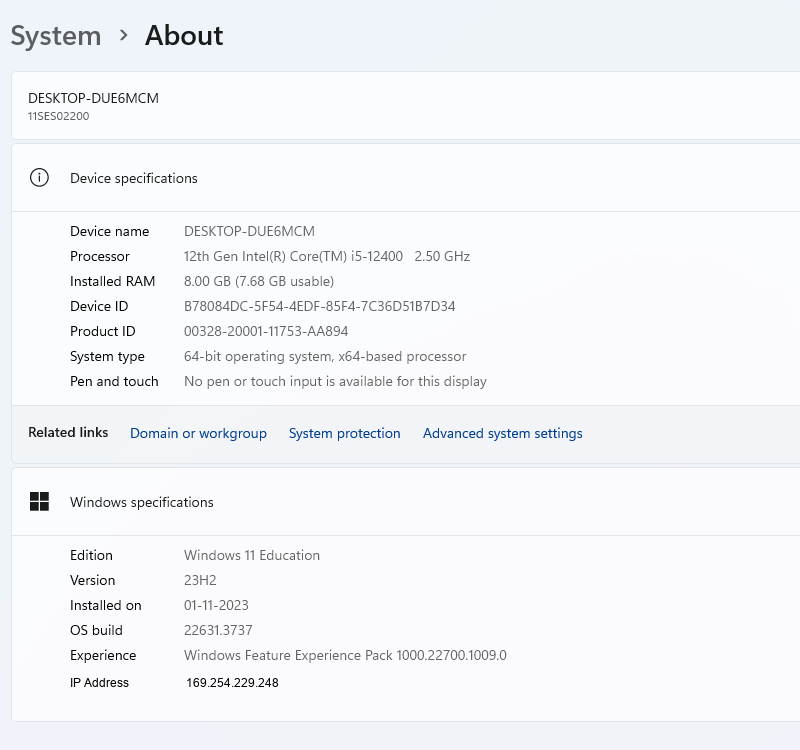 System > About
DESKTOP-DUE6MCM
11SES02200
Device specifications
Device name DESKTOP-DUE6MCM
Processor 12th Gen Intel(R) Core(TM) i5-12400 2.50 GHz
Installed RAM 8.00 GB (7.68 GB usable)
Device ID B78084DC-5F54-4EDF-85F4-7C36D51B7D34
Product ID 00328-20001-11753-AA894
System type 64-bit operating system, x64-based processor
Pen and touch No pen or touch input is available for this display
Related links Domain or workgroup System protection Advanced system settings
Windows specifications
Edition Windows 11 Education
Version 23H2
Installed on 01-11-2023
OS build 22631.3737
Experience Windows Feature Experience Pack 1000.22700.1009.0
IP Address 169.254.229.248